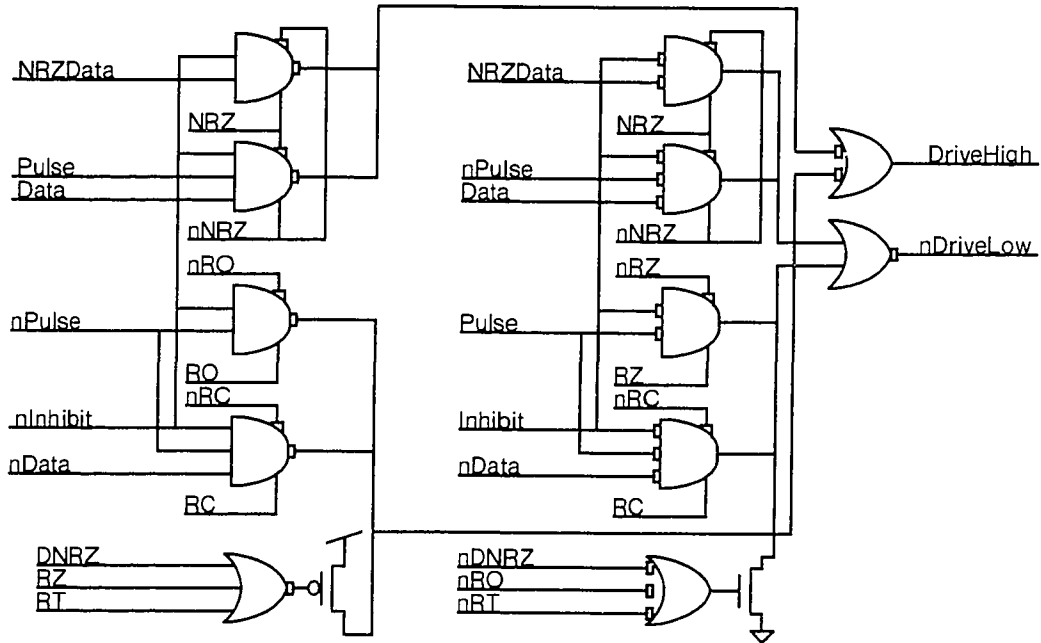 NRZData
NRZ
Pulse
Data
nNRZ
nRO
nPulse
RO
nRC
nInhibit
nData
RC
DNRZ
RZ
RT
NRZData
NRZ
nPulse
Data
nNRZ
nRZ
Pulse
RZ
nRC
Inhibit
nData
RC
nDNRZ
nRO
nRT
DriveHigh
nDriveLow